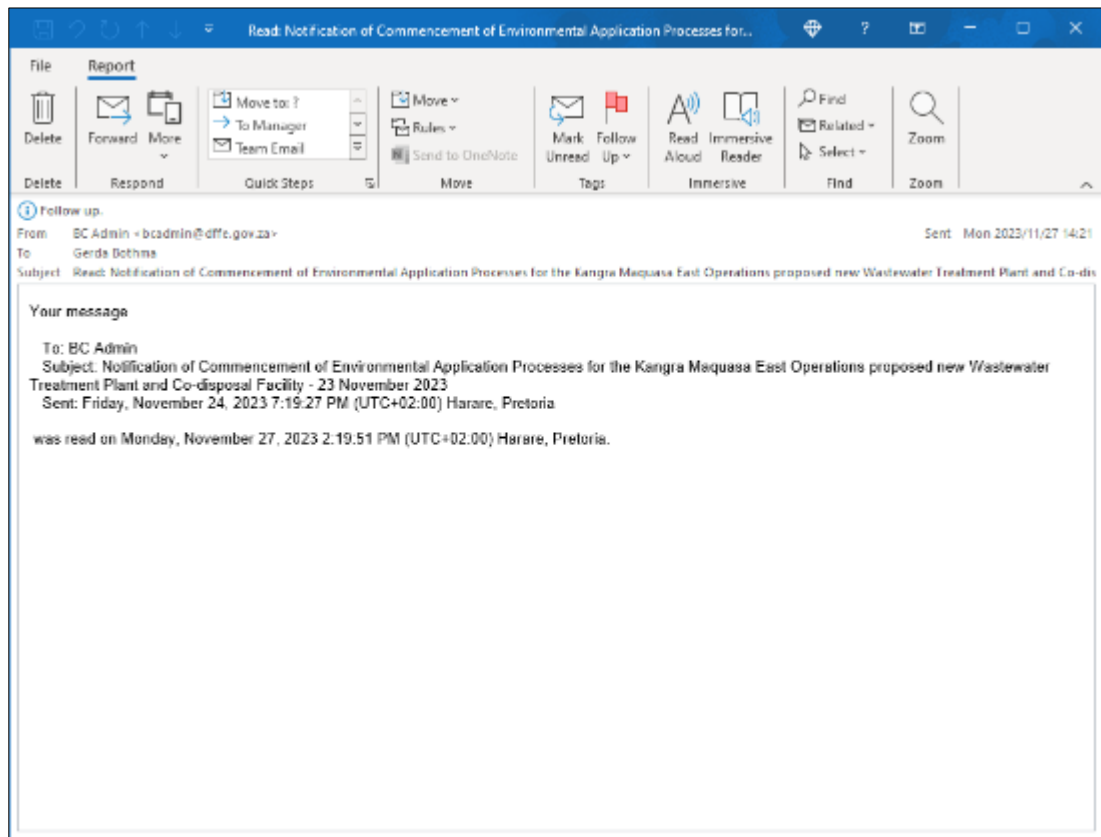 Read: Notification of Commencement of Environmental Application Processes for...
?
File Report
Delete
Forward More
Move to: ?
To Manager
Team Email
Move
Rules
Send to OneNote
Mark Unread
Follow Up
Read Aloud
Immersive Reader
Find
Related
Select
Zoom
Delete Respond Quick Steps Move Tags Immersive Find Zoom
Follow up.
From BC Admin <bcadmin@dffe.gov.za> Sent Mon 2023/11/27 14:21
To Gerda Bothma
Subject Read: Notification of Commencement of Environmental Application Processes for the Kangra Maquasa East Operations proposed new Wastewater Treatment Plant and Co-dis
Your message
To: BC Admin
Subject: Notification of Commencement of Environmental Application Processes for the Kangra Maquasa East Operations proposed new Wastewater
Treatment Plant and Co-disposal Facility - 23 November 2023
Sent: Friday, November 24, 2023 7:19:27 PM (UTC+02:00) Harare, Pretoria
was read on Monday, November 27, 2023 2:19:51 PM (UTC+02:00) Harare, Pretoria.